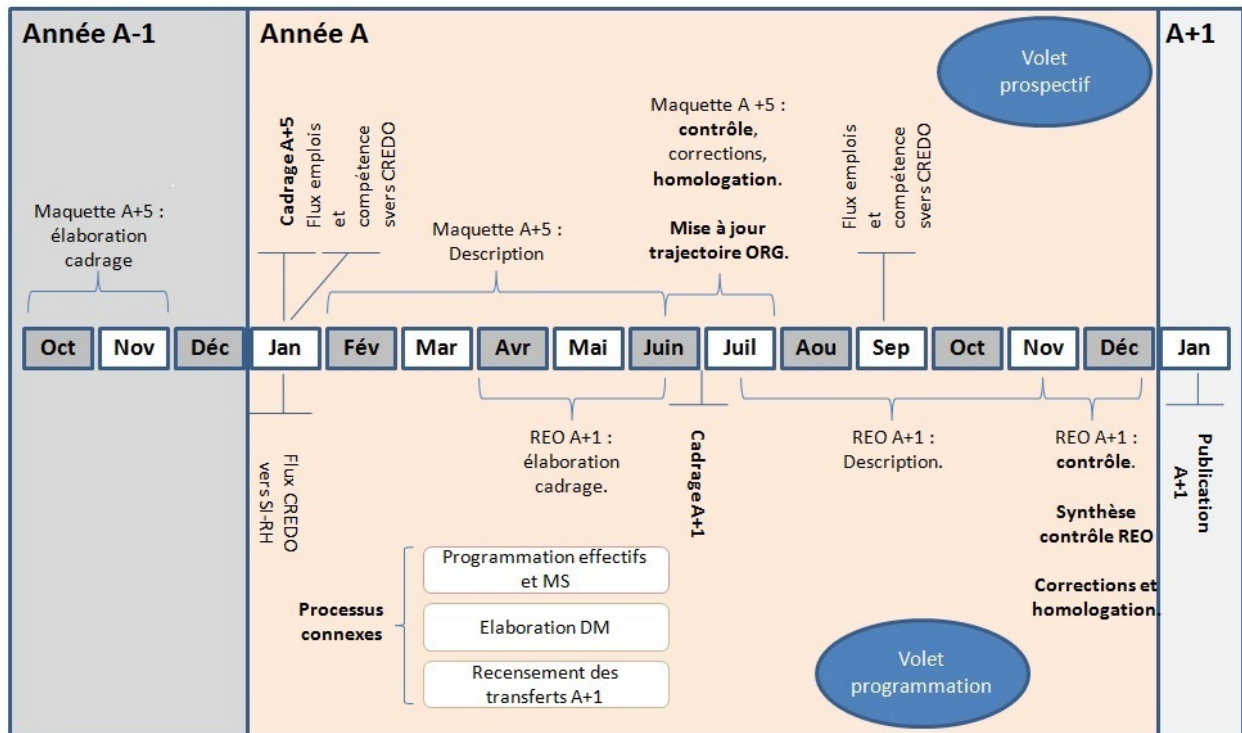 Année A-1
Année A
A+1
Volet
prospectif
Maquette A+5 :
élaboration
cadrage
Cadrage A+5
Flux emplois
et
compétence
svers CREDO
Maquette A+5 :
Description
Maquette A +5 :
contrôle,
corrections,
homologation.
Mise à jour
trajectoire ORG.
Flux emplois
et
compétence
svers CREDO
Oct
Nov
Déc
Jan
Fév
Mar
Avr
Mai
Juin
Juil
Aou
Sep
Oct
Nov
Déc
Jan
Flux CREDO
vers SI-RH
REO A+1 :
élaboration
cadrage.
Cadrage A+1
REO A+1 :
Description.
REO A+1 :
contrôle.
Synthèse
contrôle REO
Corrections et
homologation.
Publication
A+1
Processus
connexes
Programmation effectifs
et MS
Elaboration DM
Recensement des
transferts A+1
Volet
programmation